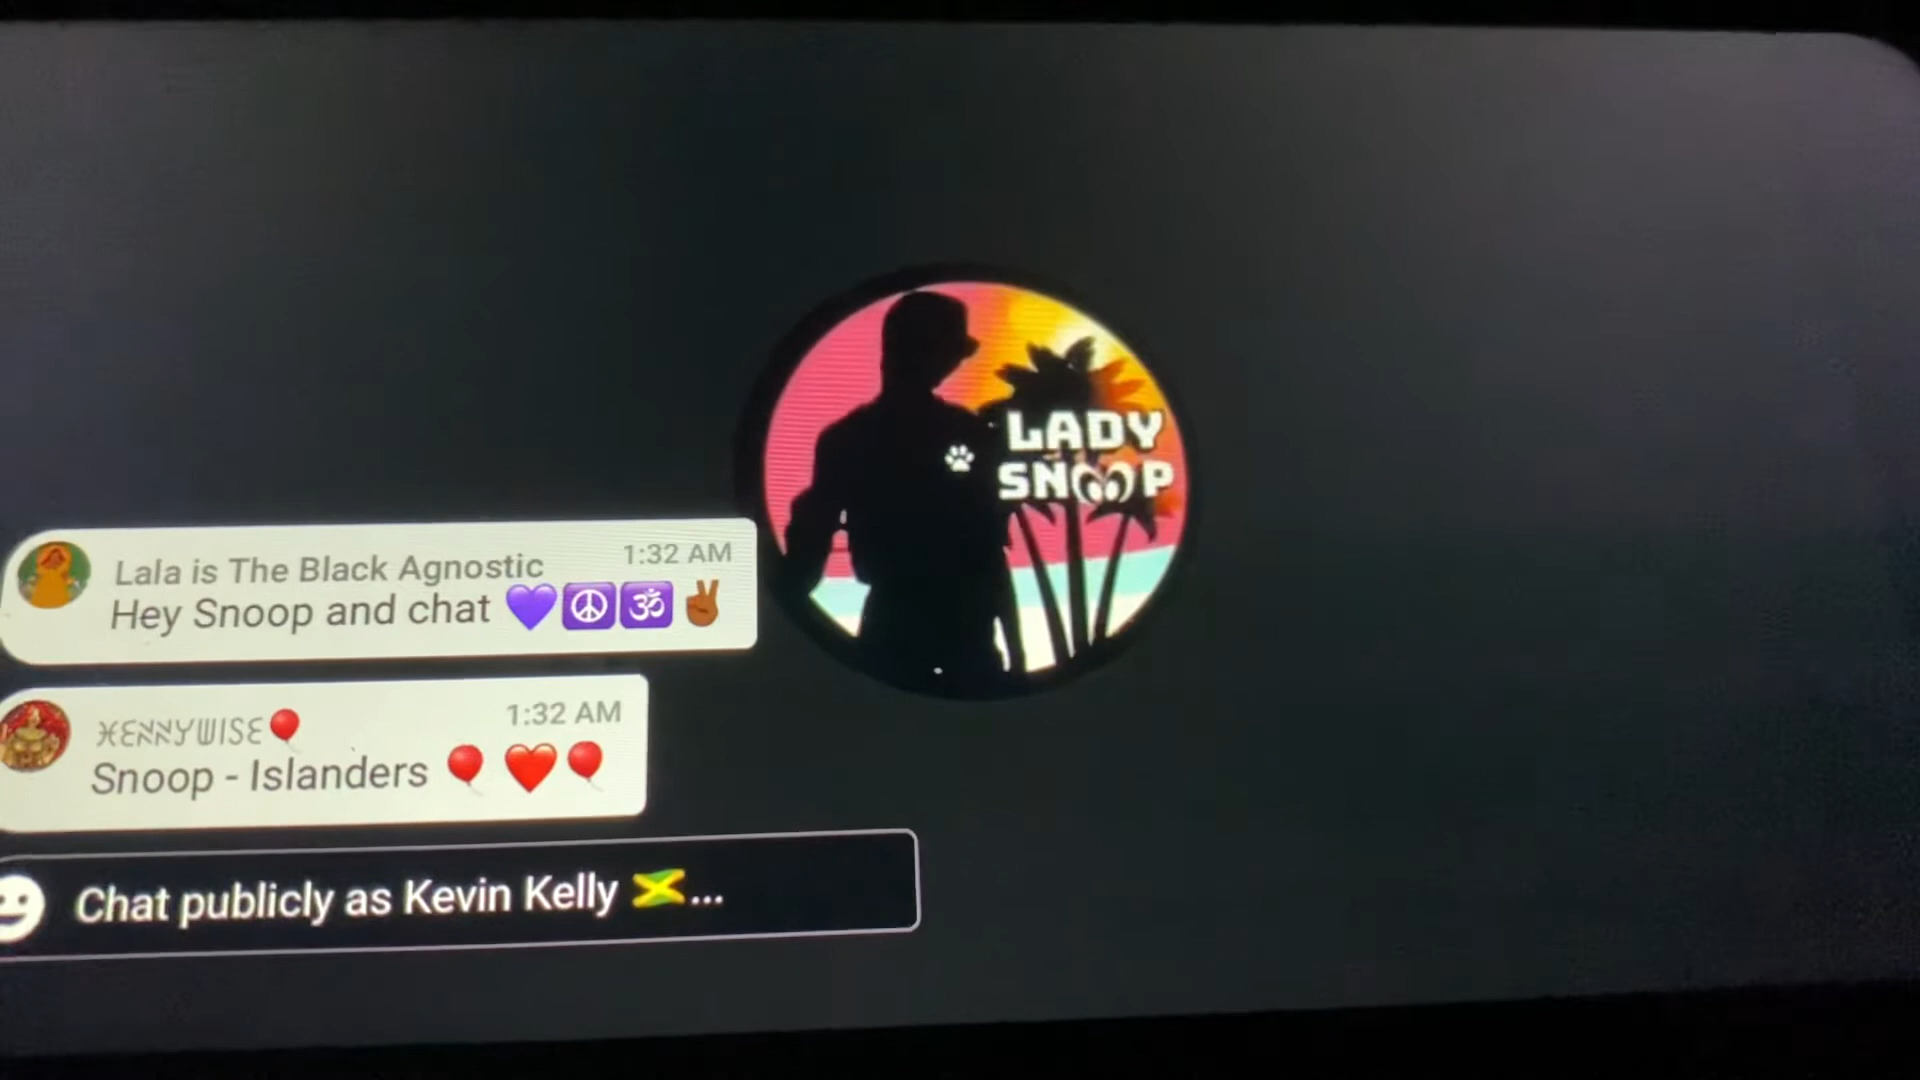 LADY
SNOOP
Lala is The Black Agnostic 1:32 AM
Hey Snoop and chat 💜☮️🕉️✌🏾
ӾɆNNYWISE🎈 1:32 AM
Snoop - Islanders 🎈 ❤️🎈
Chat publicly as Kevin Kelly 🇯🇲...